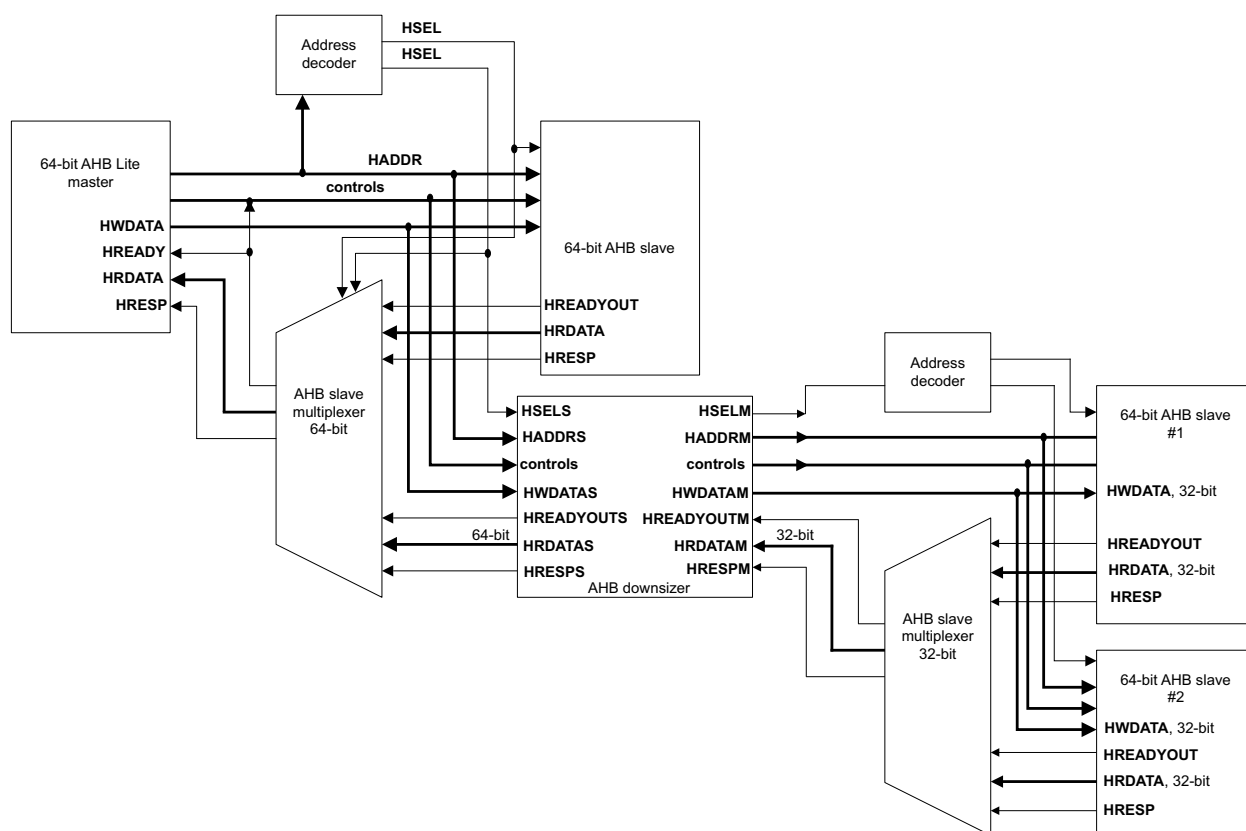 HSEL
HSEL
Address
decoder
64-bit AHB Lite
master
HADDR
controls
HWDATA
HREADY
HRDATA
HRESP
64-bit AHB slave
HREADYOUT
HRDATA
HRESP
AHB slave
multiplexer
64-bit
HSELS
HADDRS
controls
HWDATAS
HREADYOUTS
64-bit
HRDATAS
HRESPS
HSELM
HADDRM
controls
HWDATAM
HREADYOUTM
HRDATAM
32-bit
HRESPM
AHB downsizer
Address
decoder
64-bit AHB slave
#1
HWDATA, 32-bit
HREADYOUT
HRDATA, 32-bit
HRESP
AHB slave
multiplexer
32-bit
64-bit AHB slave
#2
HWDATA, 32-bit
HREADYOUT
HRDATA, 32-bit
HRESP